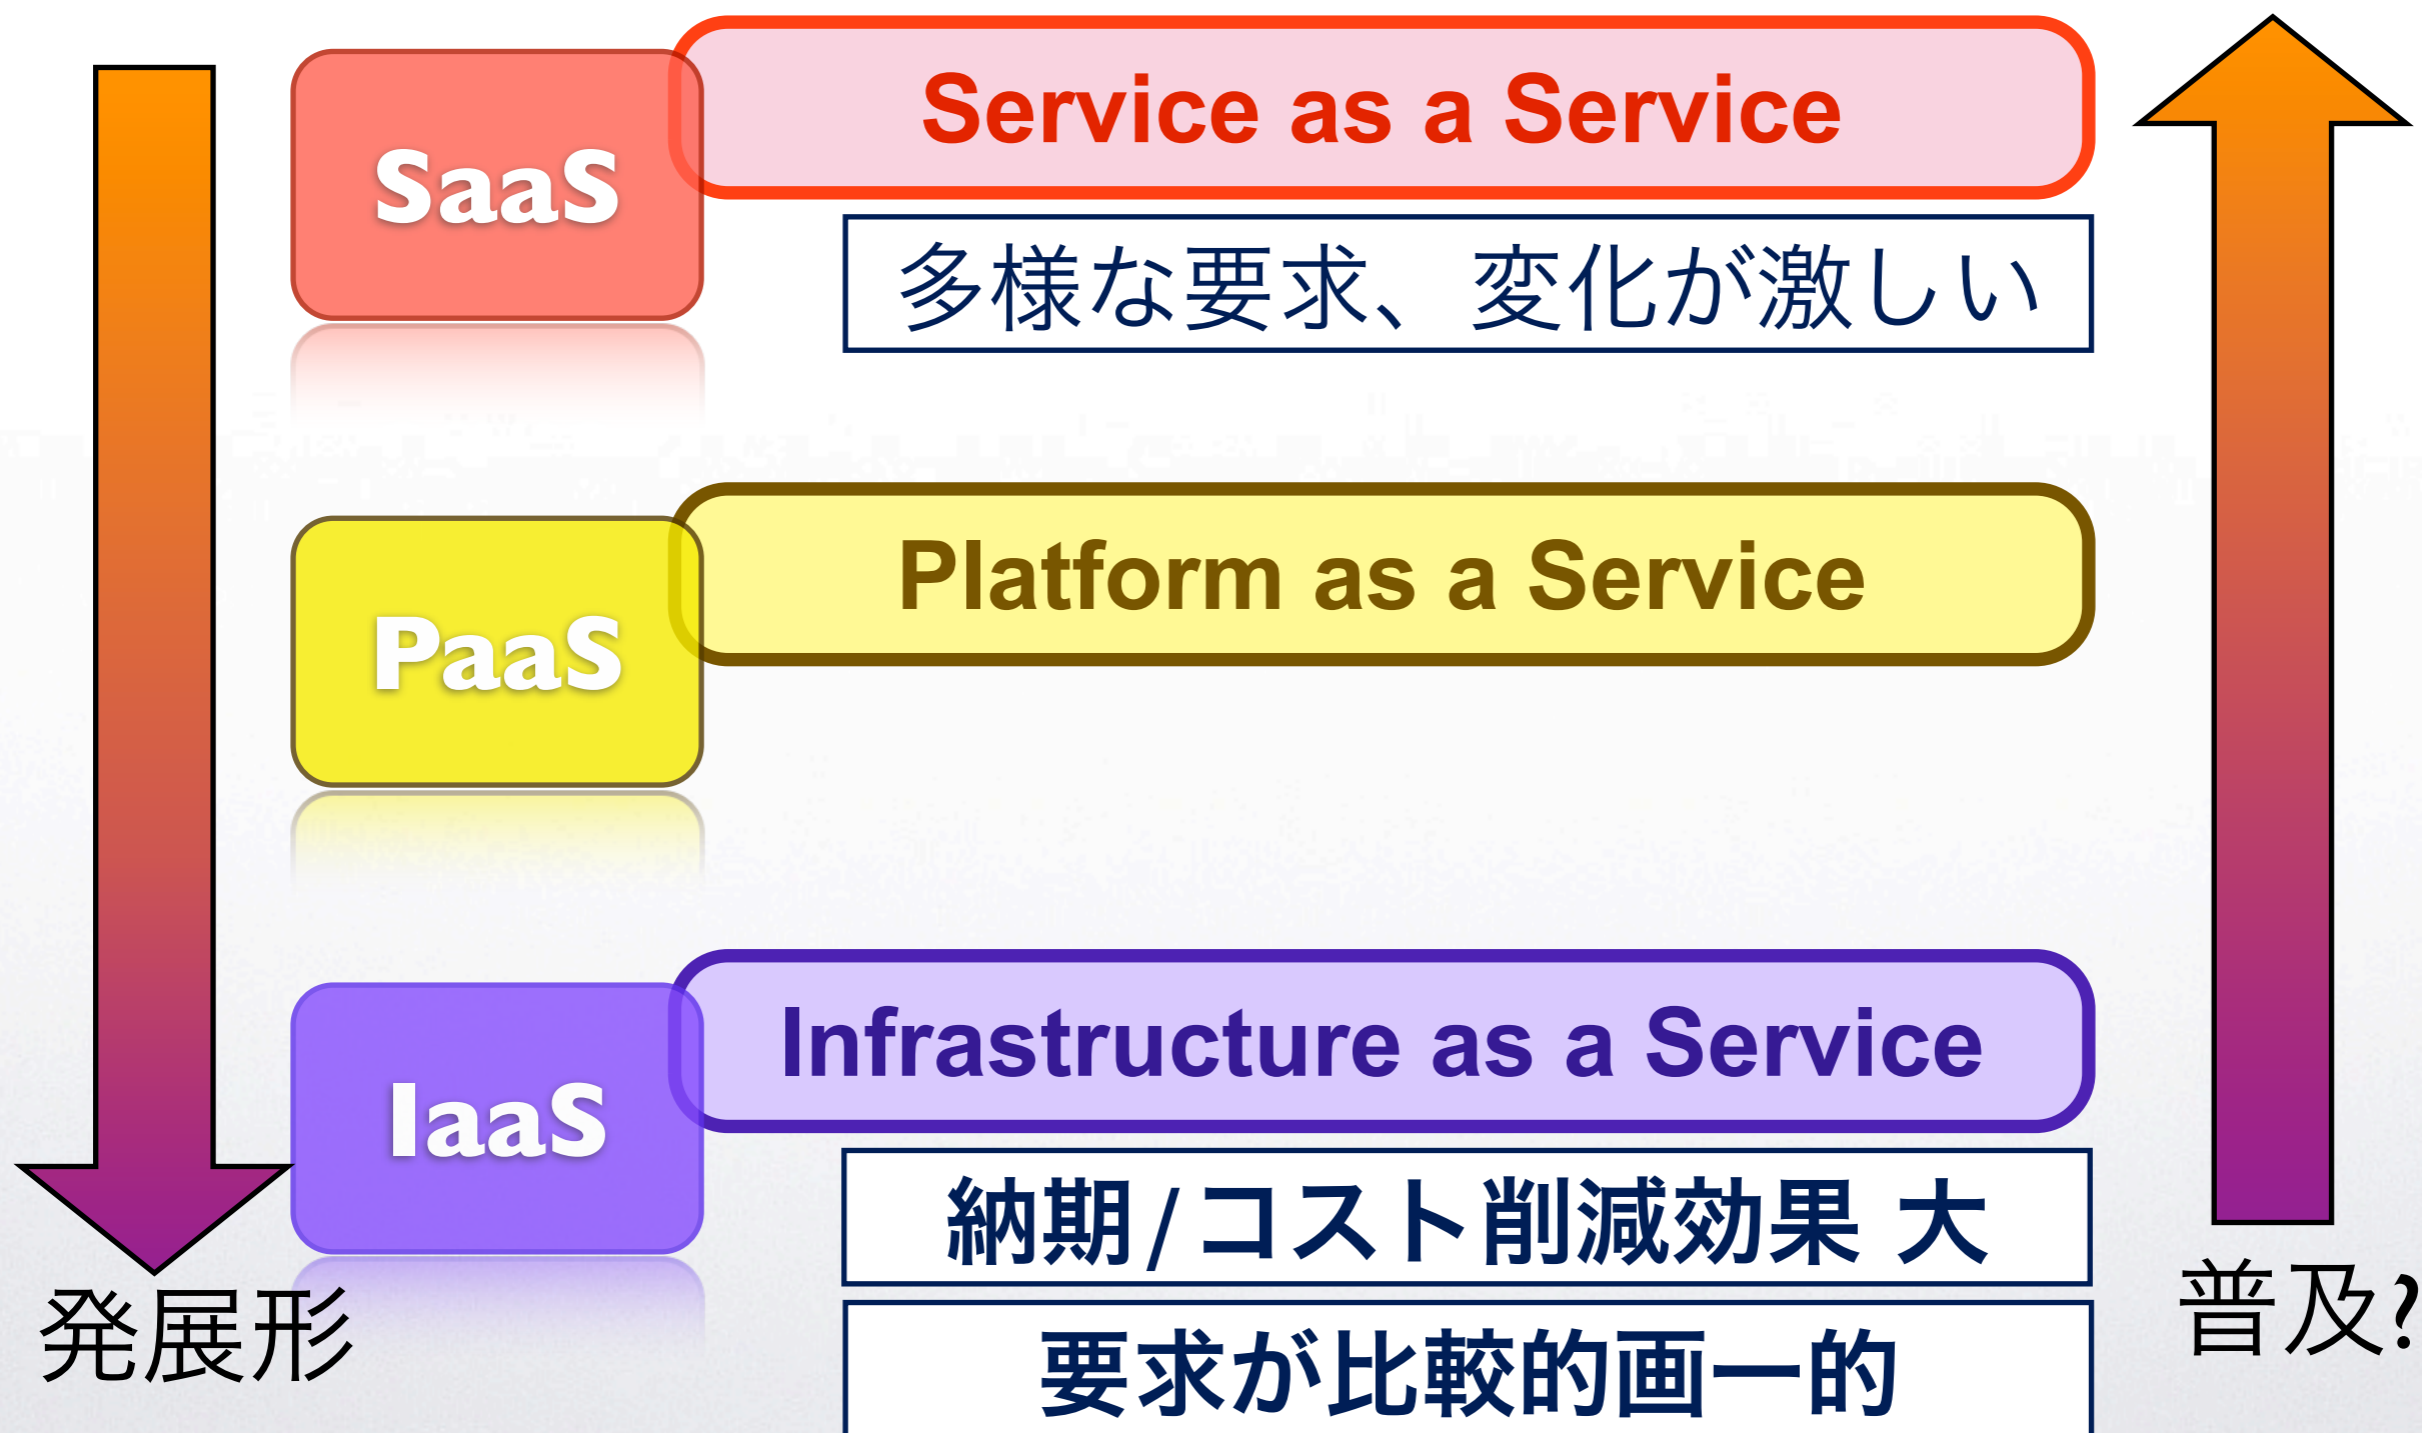 SaaS
Service as a Service
多様な要求、変化が激しい
PaaS
Platform as a Service
IaaS
Infrastructure as a Service
納期/コスト削減効果 大
要求が比較的画一的
発展形
普及?